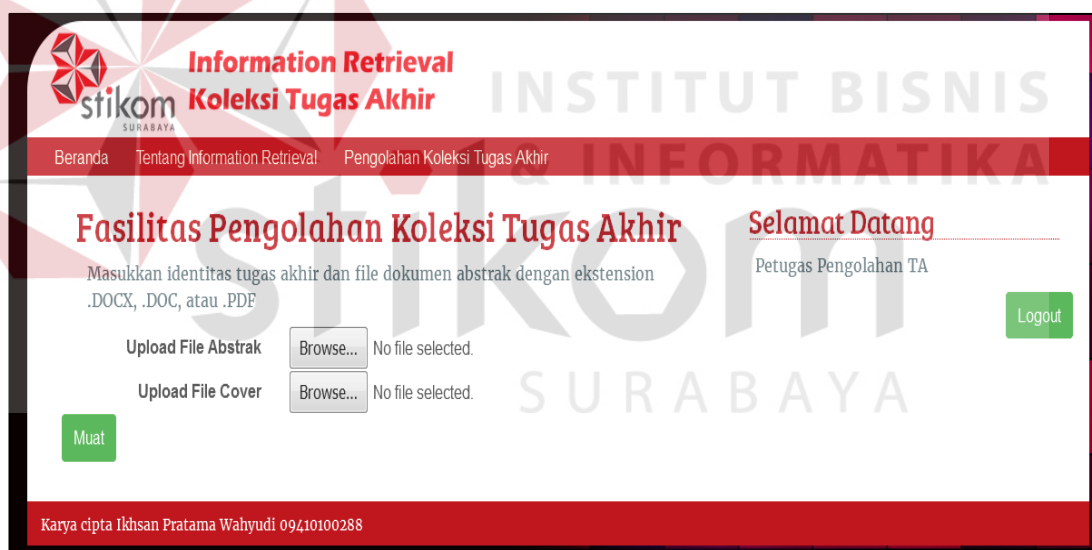 stikom
SURABAYA
Information Retrieval
Koleksi Tugas Akhir
INSTITUT BISNIS
& INFORMATIKA
stikom
SURABAYA
Beranda Tentang Information Retrieval Pengolahan Koleksi Tugas Akhir
Fasilitas Pengolahan Koleksi Tugas Akhir
Masukkan identitas tugas akhir dan file dokumen abstrak dengan ekstension
.DOCX, .DOC, atau .PDF
Upload File Abstrak Browse... No file selected.
Upload File Cover Browse... No file selected.
Muat
Selamat Datang
Petugas Pengolahan TA
Logout
Karya cipta Ikhsan Pratama Wahyudi 09410100288